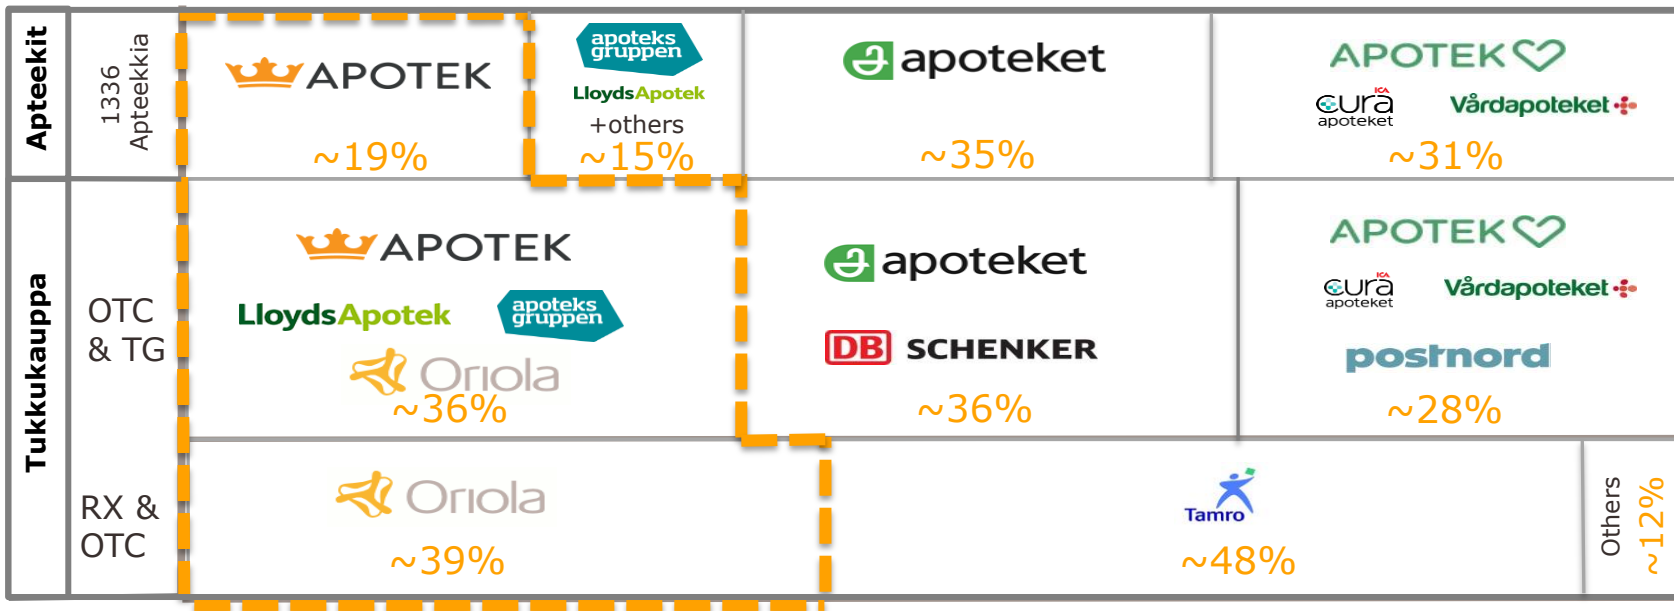 Apteekit
1336
Apteekkia
APOTEK
~19%
apoteks
gruppen
LloydsApotek
+others
~15%
apoteket
~35%
APOTEK
ICA
cura
apoteket
Vårdapoteket
~31%
Tukkukauppa
OTC
& TG
APOTEK
LloydsApotek
apoteks
gruppen
Oriola
~36%
apoteket
DB SCHENKER
~36%
APOTEK
ICA
cura
apoteket
Vårdapoteket
postnord
~28%
RX &
OTC
Oriola
~39%
Tamro
~48%
Others
~12%